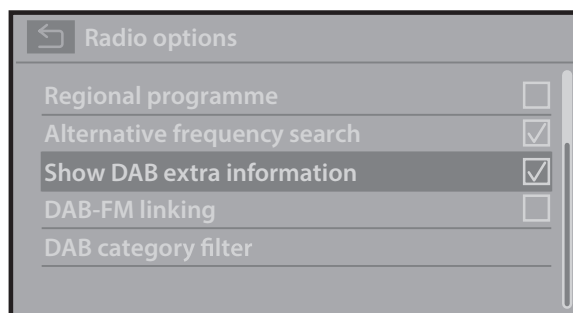 Radio options
Regional programme
Alternative frequency search
Show DAB extra information
DAB-FM linking
DAB category filter